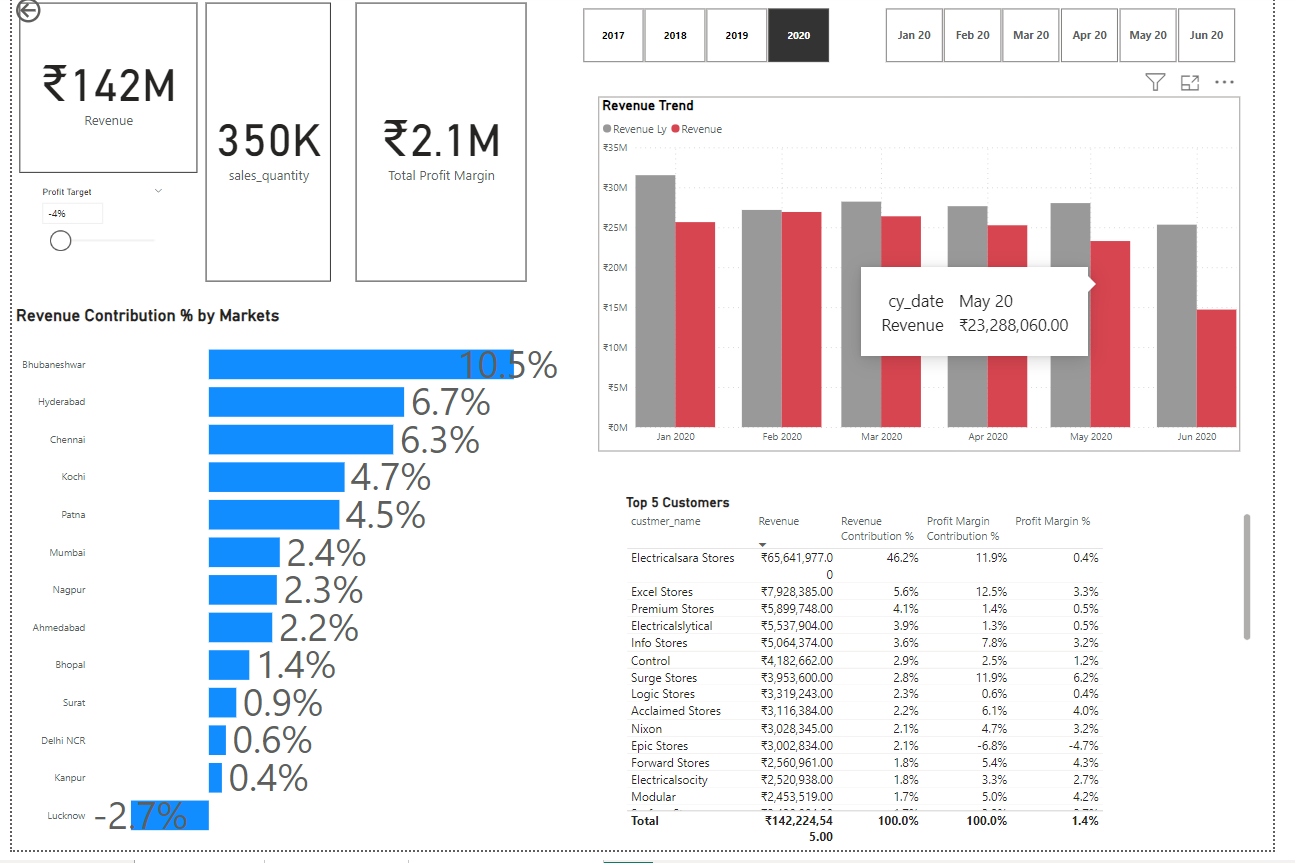 ₹142M
Revenue
350K
sales_quantity
₹2.1M
Total Profit Margin
Profit Target
-4%
2017 2018 2019 2020
Jan 20 Feb 20 Mar 20 Apr 20 May 20 Jun 20
Revenue Trend
Revenue Ly Revenue
₹35M
₹30M
₹25M
₹20M
₹15M
₹10M
₹5M
₹0M
Jan 2020 Feb 2020 Mar 2020 Apr 2020 May 2020 Jun 2020
cy_date May 20
Revenue ₹23,288,060.00
Revenue Contribution % by Markets
Bhubaneshwar 10.5%
Hyderabad 6.7%
Chennai 6.3%
Kochi 4.7%
Patna 4.5%
Mumbai 2.4%
Nagpur 2.3%
Ahmedabad 2.2%
Bhopal 1.4%
Surat 0.9%
Delhi NCR 0.6%
Kanpur 0.4%
Lucknow -2.7%
Top 5 Customers
custmer_name Revenue Revenue Contribution % Profit Margin Contribution % Profit Margin %
Electricalsara Stores ₹65,641,977.00 46.2% 11.9% 0.4%
Excel Stores ₹7,928,385.00 5.6% 12.5% 3.3%
Premium Stores ₹5,899,748.00 4.1% 1.4% 0.5%
Electricalslytical ₹5,537,904.00 3.9% 1.3% 0.5%
Info Stores ₹5,064,374.00 3.6% 7.8% 3.2%
Control ₹4,182,662.00 2.9% 2.5% 1.2%
Surge Stores ₹3,953,600.00 2.8% 11.9% 6.2%
Logic Stores ₹3,319,243.00 2.3% 0.6% 0.4%
Acclaimed Stores ₹3,116,384.00 2.2% 6.1% 4.0%
Nixon ₹3,028,345.00 2.1% 4.7% 3.2%
Epic Stores ₹3,002,834.00 2.1% -6.8% -4.7%
Forward Stores ₹2,560,961.00 1.8% 5.4% 4.3%
Electricalsocity ₹2,520,938.00 1.8% 3.3% 2.7%
Modular ₹2,453,519.00 1.7% 5.0% 4.2%
Total ₹142,224,545.00 100.0% 100.0% 1.4%